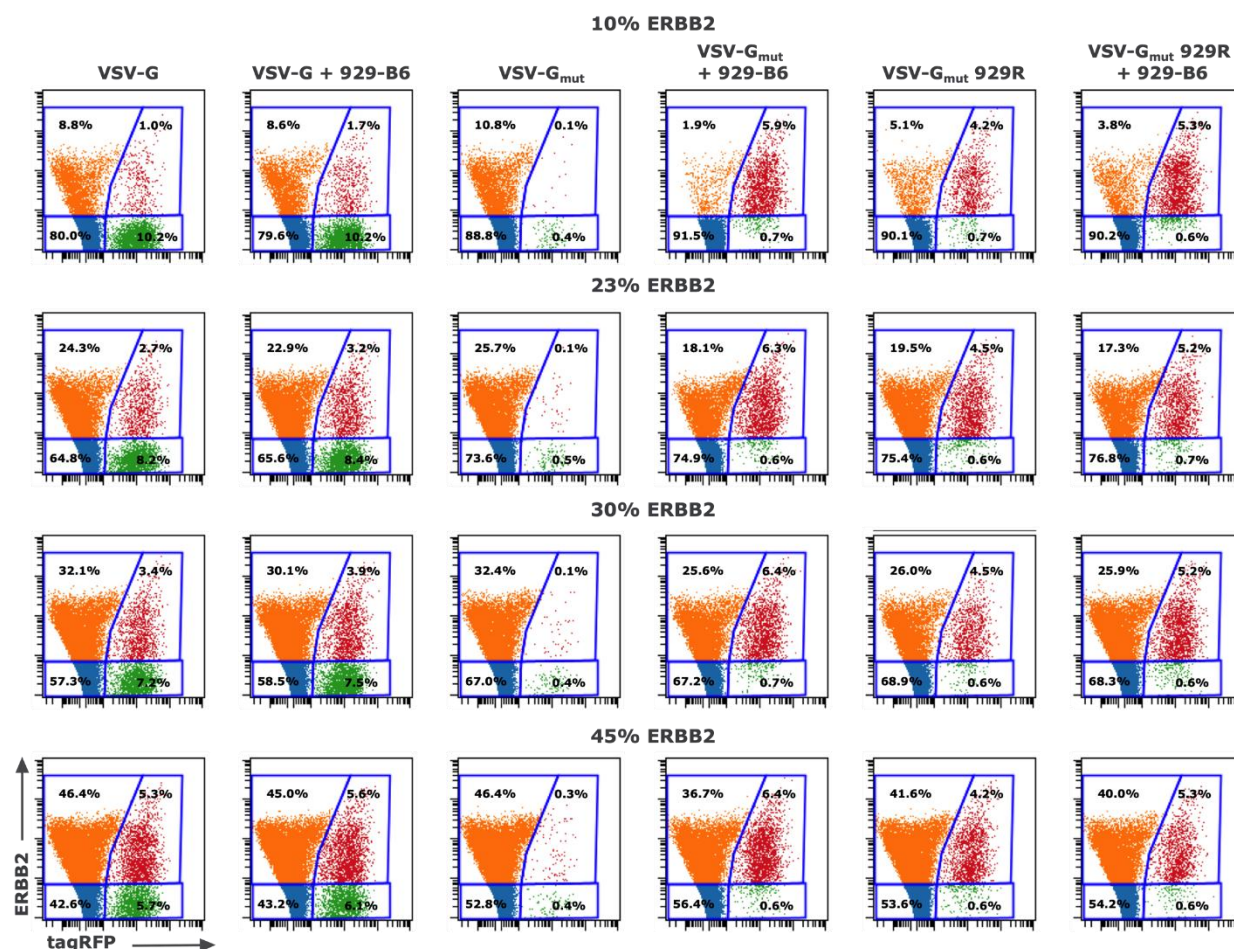 10% ERBB2
VSV-G
VSV-G + 929-B6
VSV-Gmut
VSV-Gmut
+ 929-B6
VSV-Gmut 929R
VSV-Gmut 929R
+ 929-B6
8.8% 1.0% 8.6% 1.7% 10.8% 0.1% 1.9% 5.9% 5.1% 4.2% 3.8% 5.3%
80.0% 10.2% 79.6% 10.2% 88.8% 0.4% 91.5% 0.7% 90.1% 0.7% 90.2% 0.6%
23% ERBB2
24.3% 2.7% 22.9% 3.2% 25.7% 0.1% 18.1% 6.3% 19.5% 4.5% 17.3% 5.2%
64.8% 8.2% 65.6% 8.4% 73.6% 0.5% 74.9% 0.6% 75.4% 0.6% 76.8% 0.7%
30% ERBB2
32.1% 3.4% 30.1% 3.9% 32.4% 0.1% 25.6% 6.4% 26.0% 4.5% 25.9% 5.2%
57.3% 7.2% 58.5% 7.5% 67.0% 0.4% 67.2% 0.7% 68.9% 0.6% 68.3% 0.6%
45% ERBB2
46.4% 5.3% 45.0% 5.6% 46.4% 0.3% 36.7% 6.4% 41.6% 4.2% 40.0% 5.3%
42.6% 5.7% 43.2% 6.1% 52.8% 0.4% 56.4% 0.6% 53.6% 0.6% 54.2% 0.6%
ERBB2
tagRFP